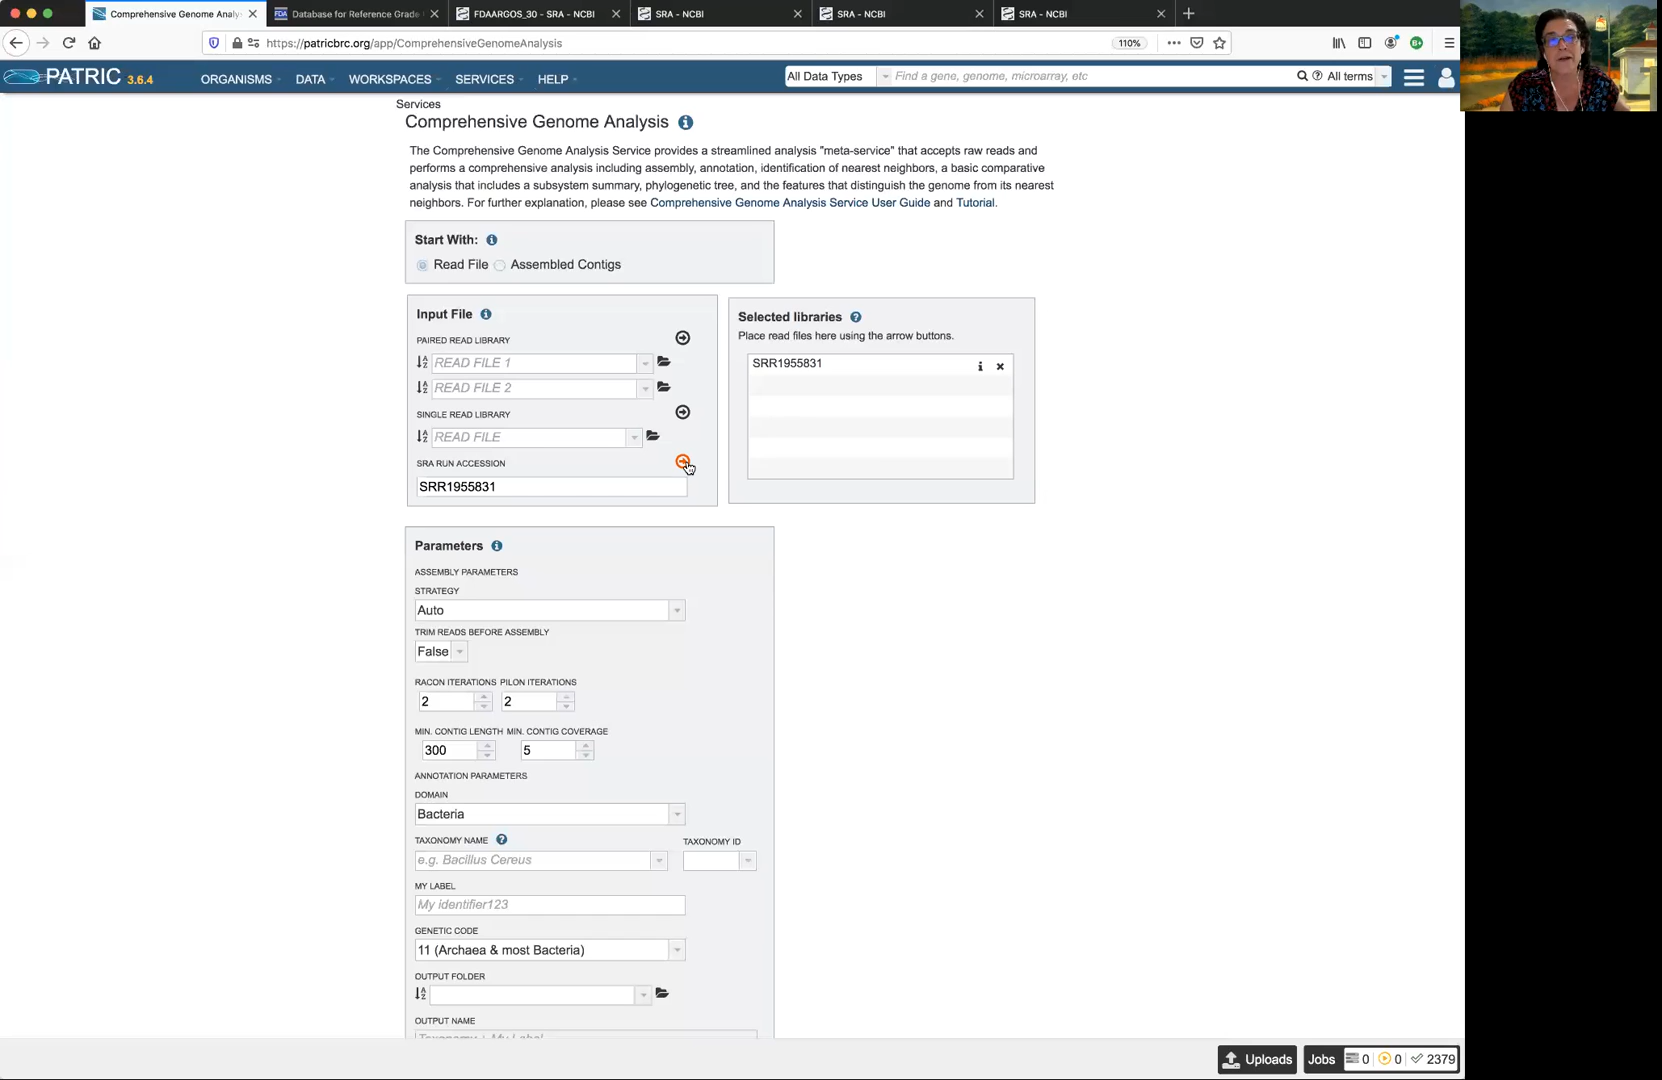 Comprehensive Genome Analy
Database for Reference Grade
FDAARGOS_30 - SRA - NCBI
SRA - NCBI
SRA - NCBI
SRA - NCBI
https://patricbrc.org/app/ComprehensiveGenomeAnalysis
110%
PATRIC 3.6.4
ORGANISMS
DATA
WORKSPACES
SERVICES
HELP
All Data Types
Find a gene, genome, microarray, etc
All terms
Services
Comprehensive Genome Analysis
The Comprehensive Genome Analysis Service provides a streamlined analysis "meta-service" that accepts raw reads and
performs a comprehensive analysis including assembly, annotation, identification of nearest neighbors, a basic comparative
analysis that includes a subsystem summary, phylogenetic tree, and the features that distinguish the genome from its nearest
neighbors. For further explanation, please see Comprehensive Genome Analysis Service User Guide and Tutorial.
Start With:
Read File
Assembled Contigs
Input File
PAIRED READ LIBRARY
READ FILE 1
READ FILE 2
SINGLE READ LIBRARY
READ FILE
SRA RUN ACCESSION
SRR1955831
Selected libraries
Place read files here using the arrow buttons.
SRR1955831
Parameters
ASSEMBLY PARAMETERS
STRATEGY
Auto
TRIM READS BEFORE ASSEMBLY
False
RACON ITERATIONS PILON ITERATIONS
2 2
MIN. CONTIG LENGTH MIN. CONTIG COVERAGE
300 5
ANNOTATION PARAMETERS
DOMAIN
Bacteria
TAXONOMY NAME
TAXONOMY ID
e.g. Bacillus Cereus
MY LABEL
My identifier123
GENETIC CODE
11 (Archaea & most Bacteria)
OUTPUT FOLDER
OUTPUT NAME
Taxonomy + My Label
Uploads
Jobs 0 0 2379